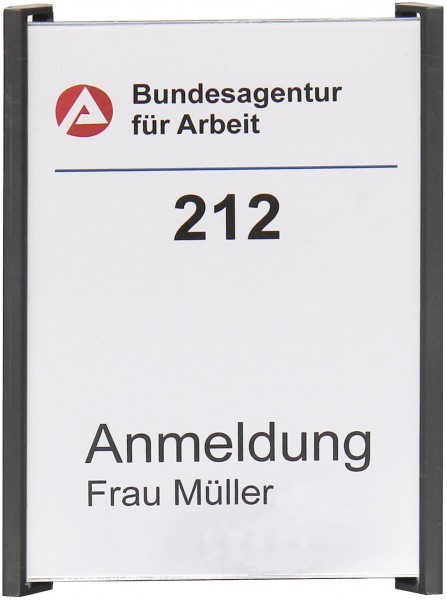 Bundesagentur
für Arbeit
212
Anmeldung
Frau Müller